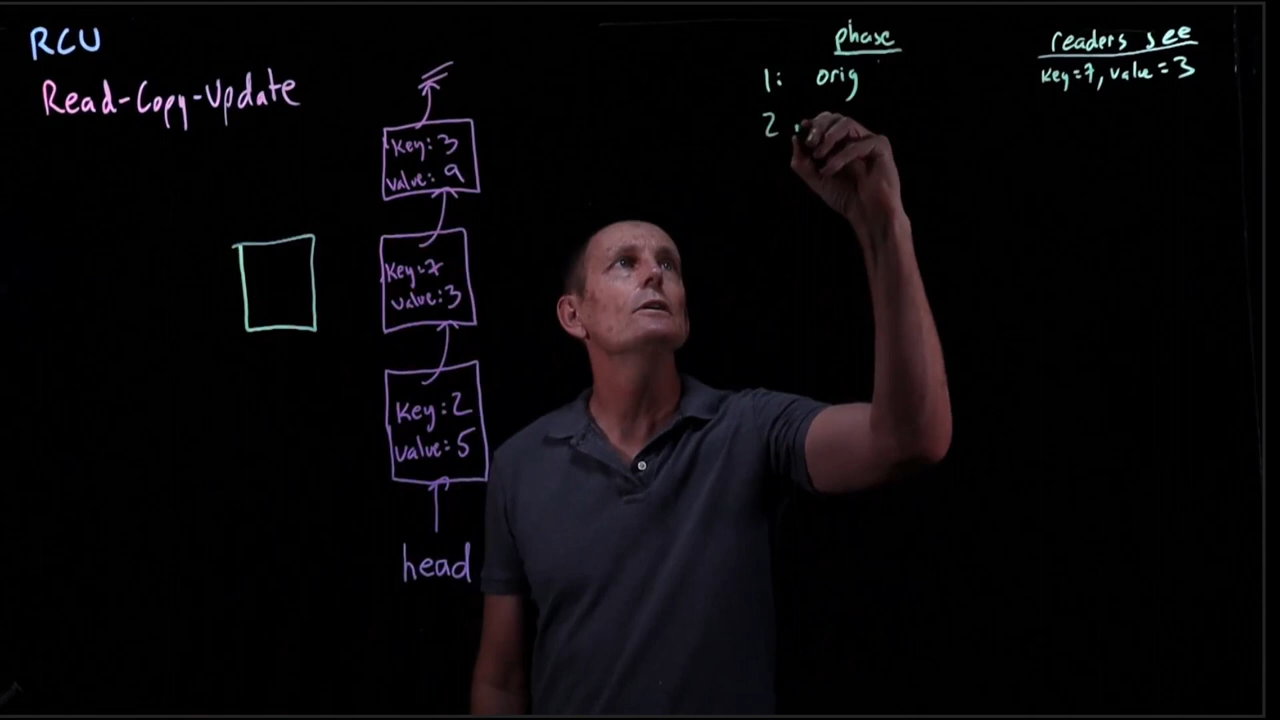 RCU
Read-Copy-Update
key: 3
value: 9
key: 7
value: 3
key: 2
value: 5
head
phase
1: orig
2
readers see
key=7, value=3